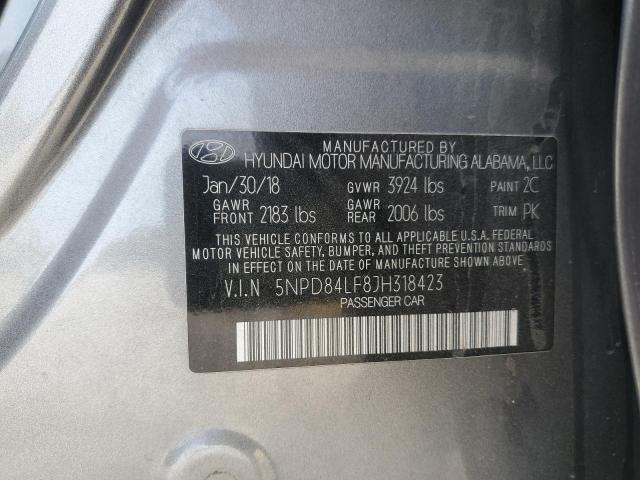 MANUFACTURED BY
HYUNDAI MOTOR MANUFACTURING ALABAMA, LLC
Jan/30/18 GVWR 3924 lbs PAINT 2C
GAWR FRONT 2183 lbs GAWR REAR 2006 lbs TRIM PK
THIS VEHICLE CONFORMS TO ALL APPLICABLE U.S.A. FEDERAL
MOTOR VEHICLE SAFETY, BUMPER, AND THEFT PREVENTION STANDARDS
IN EFFECT ON THE DATE OF MANUFACTURE SHOWN ABOVE.
V.I.N 5NPD84LF8JH318423
PASSENGER CAR